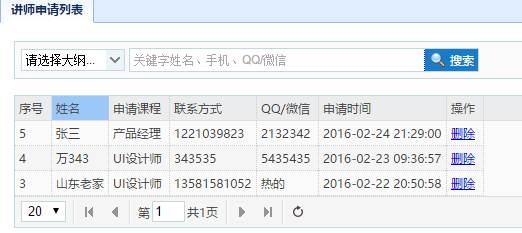 讲师申请列表
请选择大纲... 关键字姓名、手机、QQ/微信 搜索
序号 姓名 申请课程 联系方式 QQ/微信 申请时间 操作
5 张三 产品经理 1221039823 2132342 2016-02-24 21:29:00 删除
4 万343 UI设计师 343535 5435435 2016-02-23 09:36:57 删除
3 山东老家 UI设计师 13581581052 热的 2016-02-22 20:50:58 删除
20 第 1 共1页